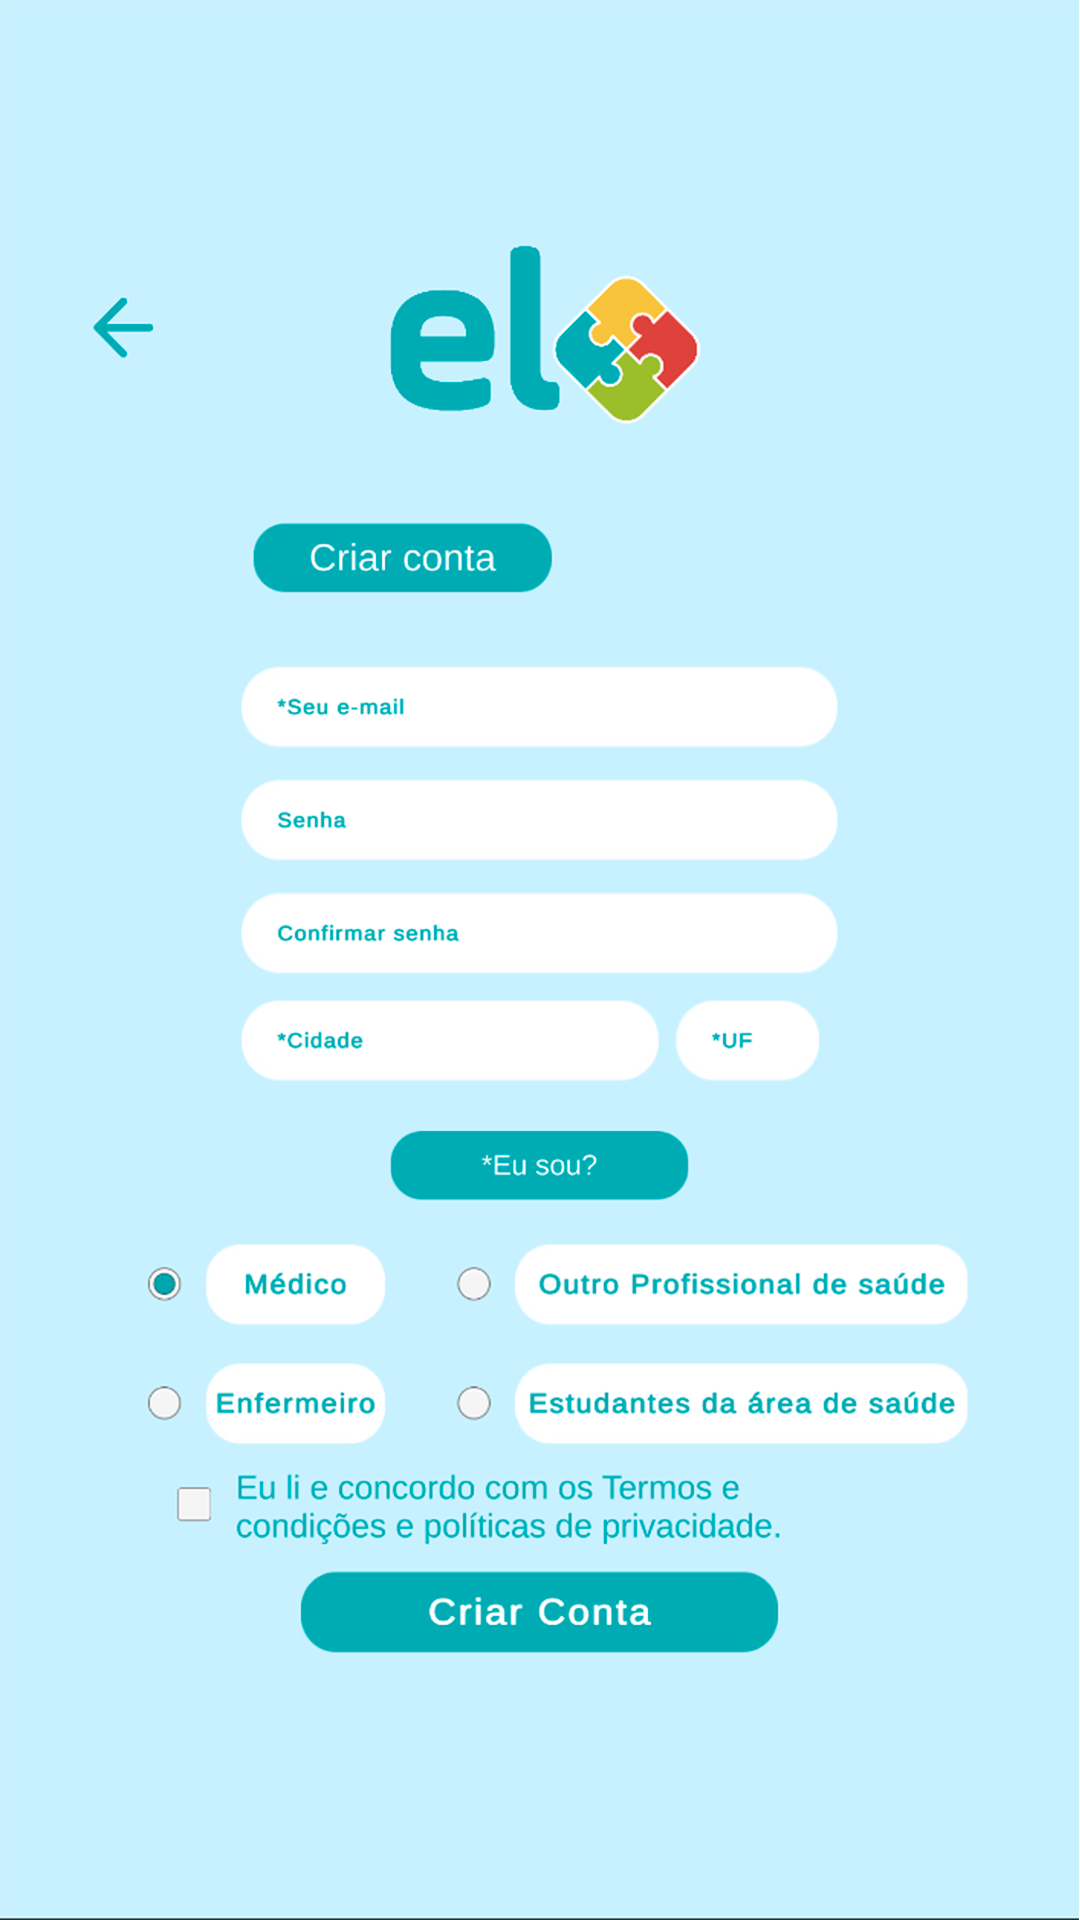 elo
Criar conta
*Seu e-mail
Senha
Confirmar senha
*Cidade
*UF
*Eu sou?
Médico
Outro Profissional de saúde
Enfermeiro
Estudantes da área de saúde
Eu li e concordo com os Termos e
condições e políticas de privacidade.
Criar Conta